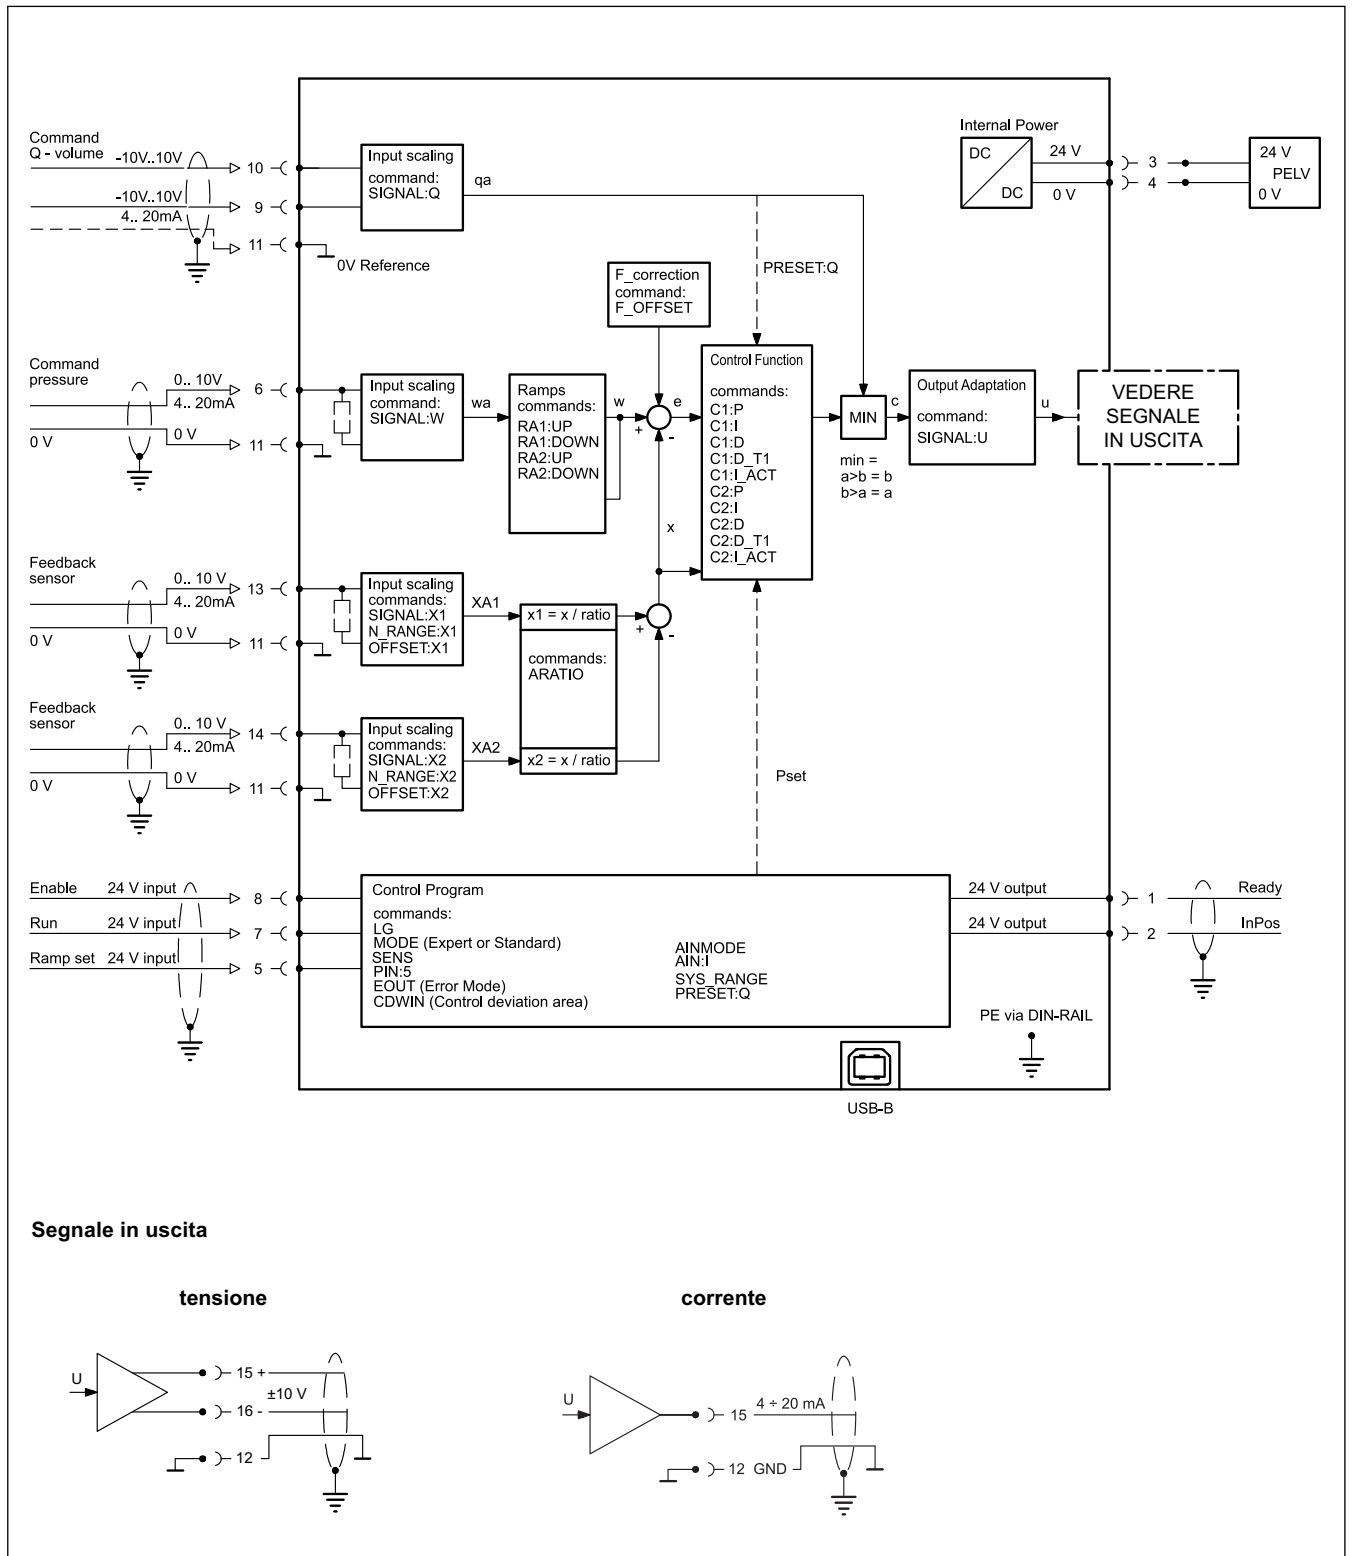 Command
Q - volume
-10V..10V
10
-10V..10V
9
4.. 20mA
11
0V Reference
Input scaling
command:
SIGNAL:Q
qa
Internal Power
DC
DC
24 V
0 V
3
4
24 V
PELV
0 V
PRESET:Q
F_correction
command:
F_OFFSET
Command
pressure
0.. 10V
6
4.. 20mA
0 V
0 V
11
Input scaling
command:
SIGNAL:W
wa
Ramps
commands:
RA1:UP
RA1:DOWN
RA2:UP
RA2:DOWN
w
+
-
e
x
Control Function
commands:
C1:P
C1:I
C1:D
C1:D_T1
C1:I_ACT
C2:P
C2:I
C2:D
C2:D_T1
C2:I_ACT
MIN
c
min =
a>b = b
b>a = a
Output Adaptation
command:
SIGNAL:U
u
VEDERE
SEGNALE
IN USCITA
Feedback
sensor
0.. 10 V
13
4.. 20mA
0 V
0 V
11
Input scaling
commands:
SIGNAL:X1
N_RANGE:X1
OFFSET:X1
XA1
x1 = x / ratio
+
-
commands:
ARATIO
x2 = x / ratio
Feedback
sensor
0.. 10 V
14
4.. 20mA
0 V
0 V
11
Input scaling
commands:
SIGNAL:X2
N_RANGE:X2
OFFSET:X2
XA2
Pset
Enable
24 V input
8
Run
24 V input
7
Ramp set
24 V input
5
Control Program
commands:
LG
MODE (Expert or Standard)
SENS
PIN:5
EOUT (Error Mode)
CDWIN (Control deviation area)
AINMODE
AIN:I
SYS_RANGE
PRESET:Q
24 V output
1
Ready
24 V output
2
InPos
PE via DIN-RAIL
USB-B
Segnale in uscita
tensione
corrente
U
15 +
±10 V
16 -
12
U
15
4 ÷ 20 mA
12 GND